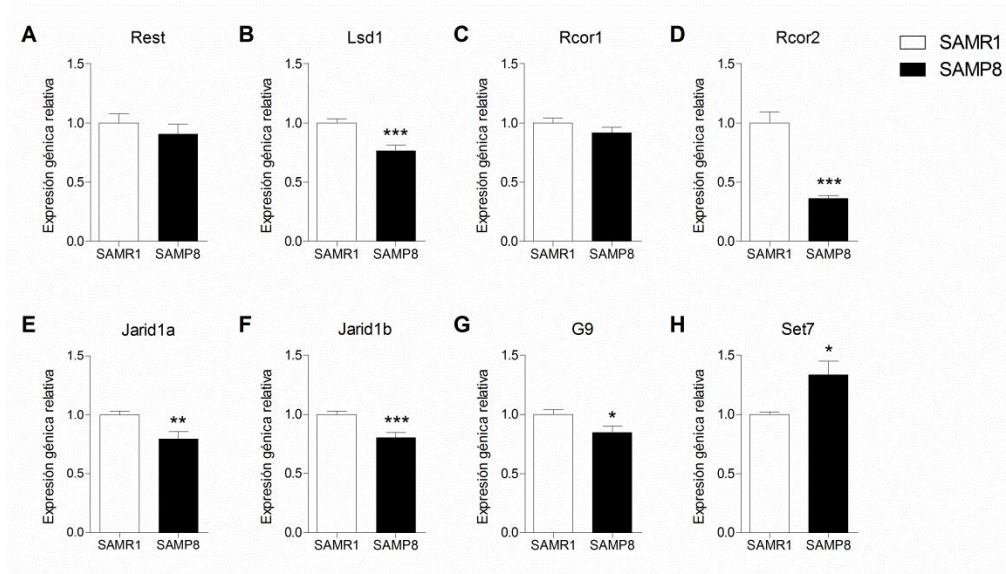 A Rest
Expresión génica relativa
1.5
1.0
0.5
0.0
SAMR1 SAMP8
B Lsd1
Expresión génica relativa
1.5
1.0
0.5
0.0
***
SAMR1 SAMP8
C Rcor1
Expresión génica relativa
1.5
1.0
0.5
0.0
SAMR1 SAMP8
D Rcor2
Expresión génica relativa
1.5
1.0
0.5
0.0
***
SAMR1 SAMP8
SAMR1
SAMP8
E Jarid1a
Expresión génica relativa
1.5
1.0
0.5
0.0
**
SAMR1 SAMP8
F Jarid1b
Expresión génica relativa
1.5
1.0
0.5
0.0
***
SAMR1 SAMP8
G G9
Expresión génica relativa
1.5
1.0
0.5
0.0
*
SAMR1 SAMP8
H Set7
Expresión génica relativa
1.5
1.0
0.5
0.0
*
SAMR1 SAMP8